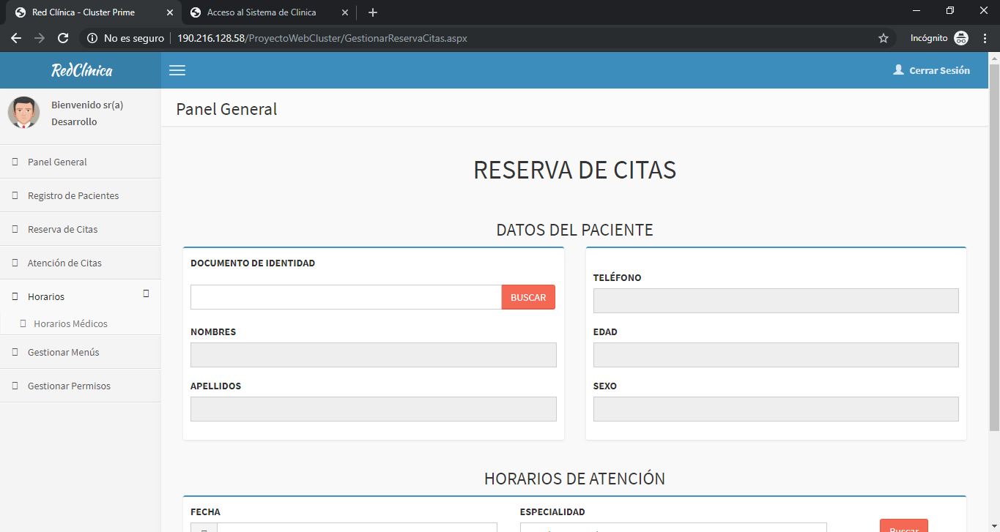 Red Clínica - Cluster Prime
Acceso al Sistema de Clinica
No es seguro
190.216.128.58/ProyectoWebCluster/GestionarReservaCitas.aspx
Incógnito
RedClínica
Cerrar Sesión
Bienvenido sr(a)
Desarrollo
Panel General
Panel General
Registro de Pacientes
Reserva de Citas
Atención de Citas
Horarios
Horarios Médicos
Gestionar Menús
Gestionar Permisos
RESERVA DE CITAS
DATOS DEL PACIENTE
DOCUMENTO DE IDENTIDAD
BUSCAR
NOMBRES
APELLIDOS
TELÉFONO
EDAD
SEXO
HORARIOS DE ATENCIÓN
FECHA
ESPECIALIDAD
Buscar